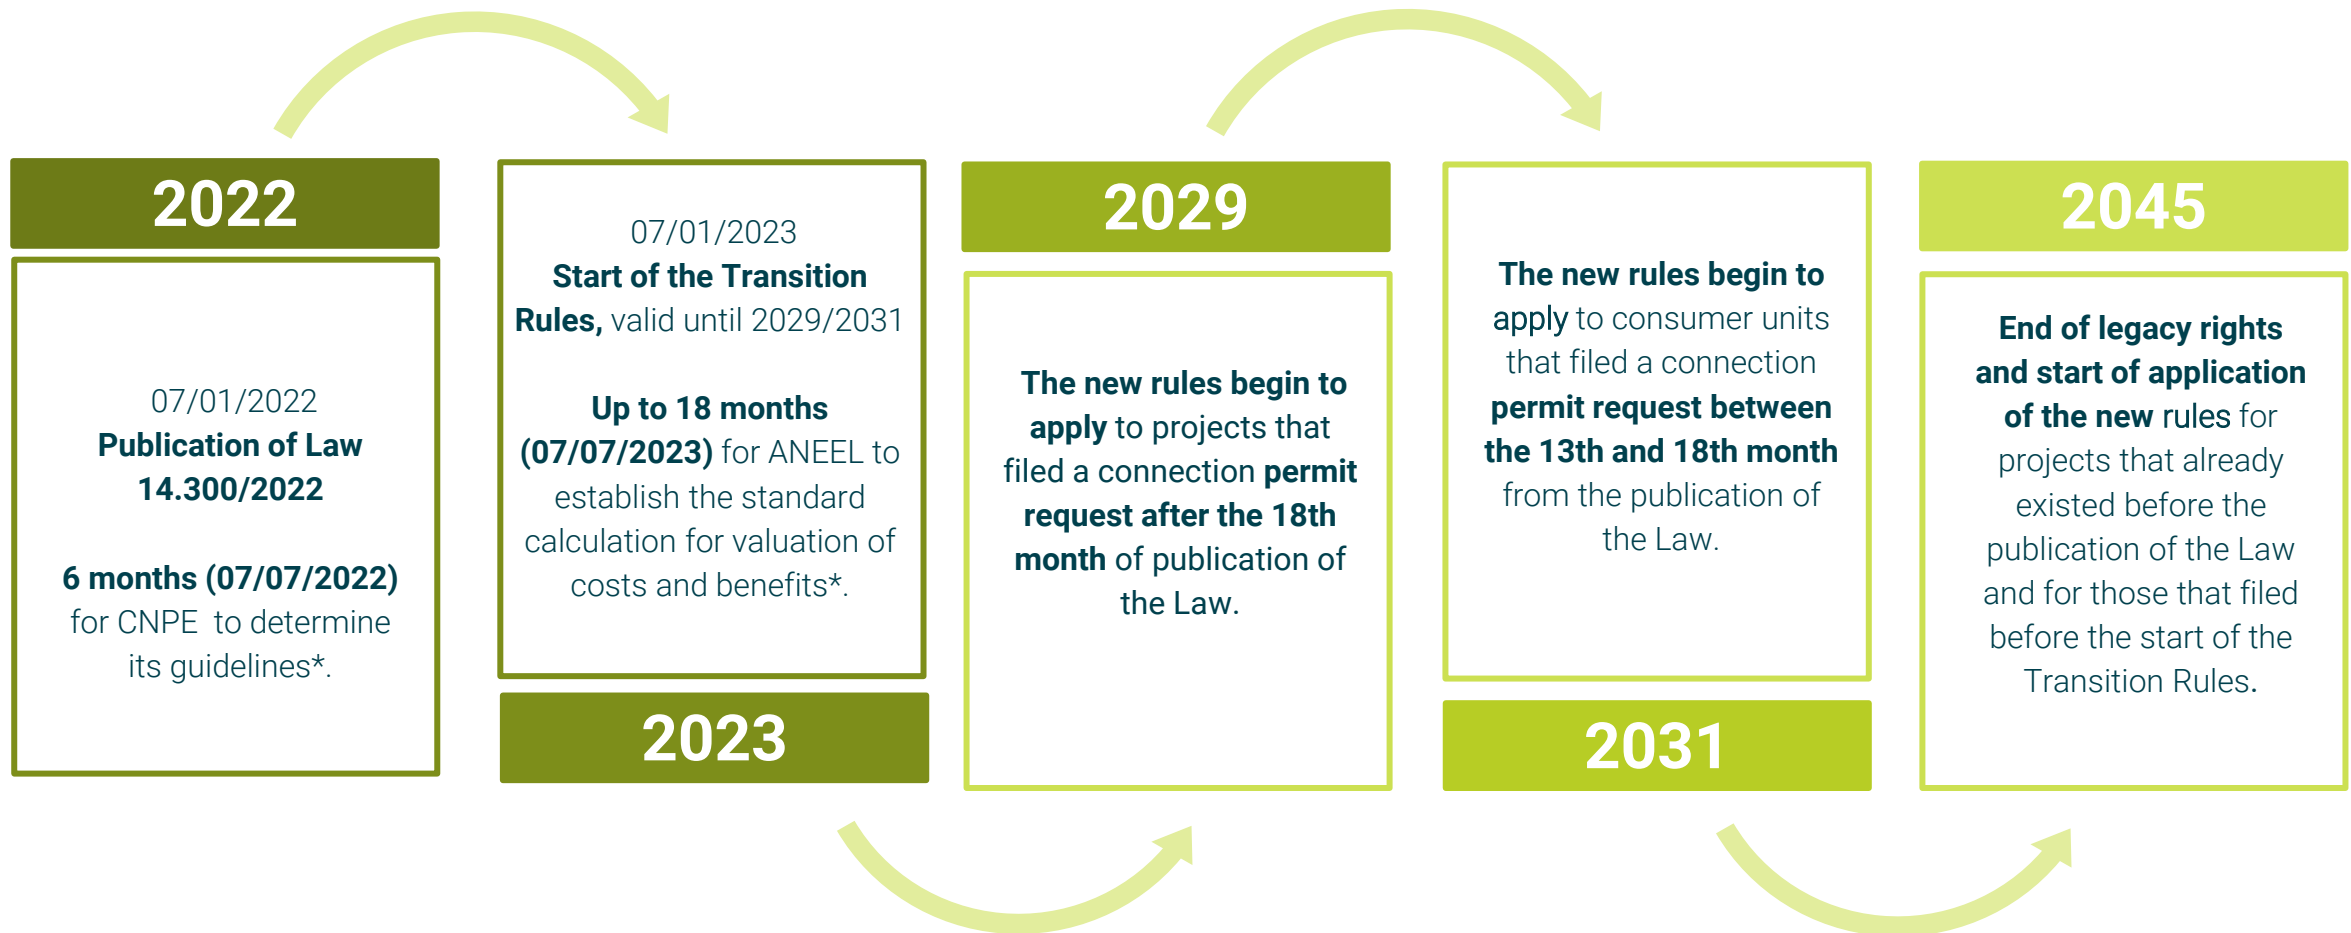 2022
07/01/2022
Publication of Law
14.300/2022
6 months (07/07/2022)
for CNPE to determine
its guidelines*.
07/01/2023
Start of the Transition
Rules, valid until 2029/2031
Up to 18 months
(07/07/2023) for ANEEL to
establish the standard
calculation for valuation of
costs and benefits*.
2023
2029
The new rules begin to
apply to projects that
filed a connection permit
request after the 18th
month of publication of
the Law.
The new rules begin to
apply to consumer units
that filed a connection
permit request between
the 13th and 18th month
from the publication of
the Law.
2031
2045
End of legacy rights
and start of application
of the new rules for
projects that already
existed before the
publication of the Law
and for those that filed
before the start of the
Transition Rules.